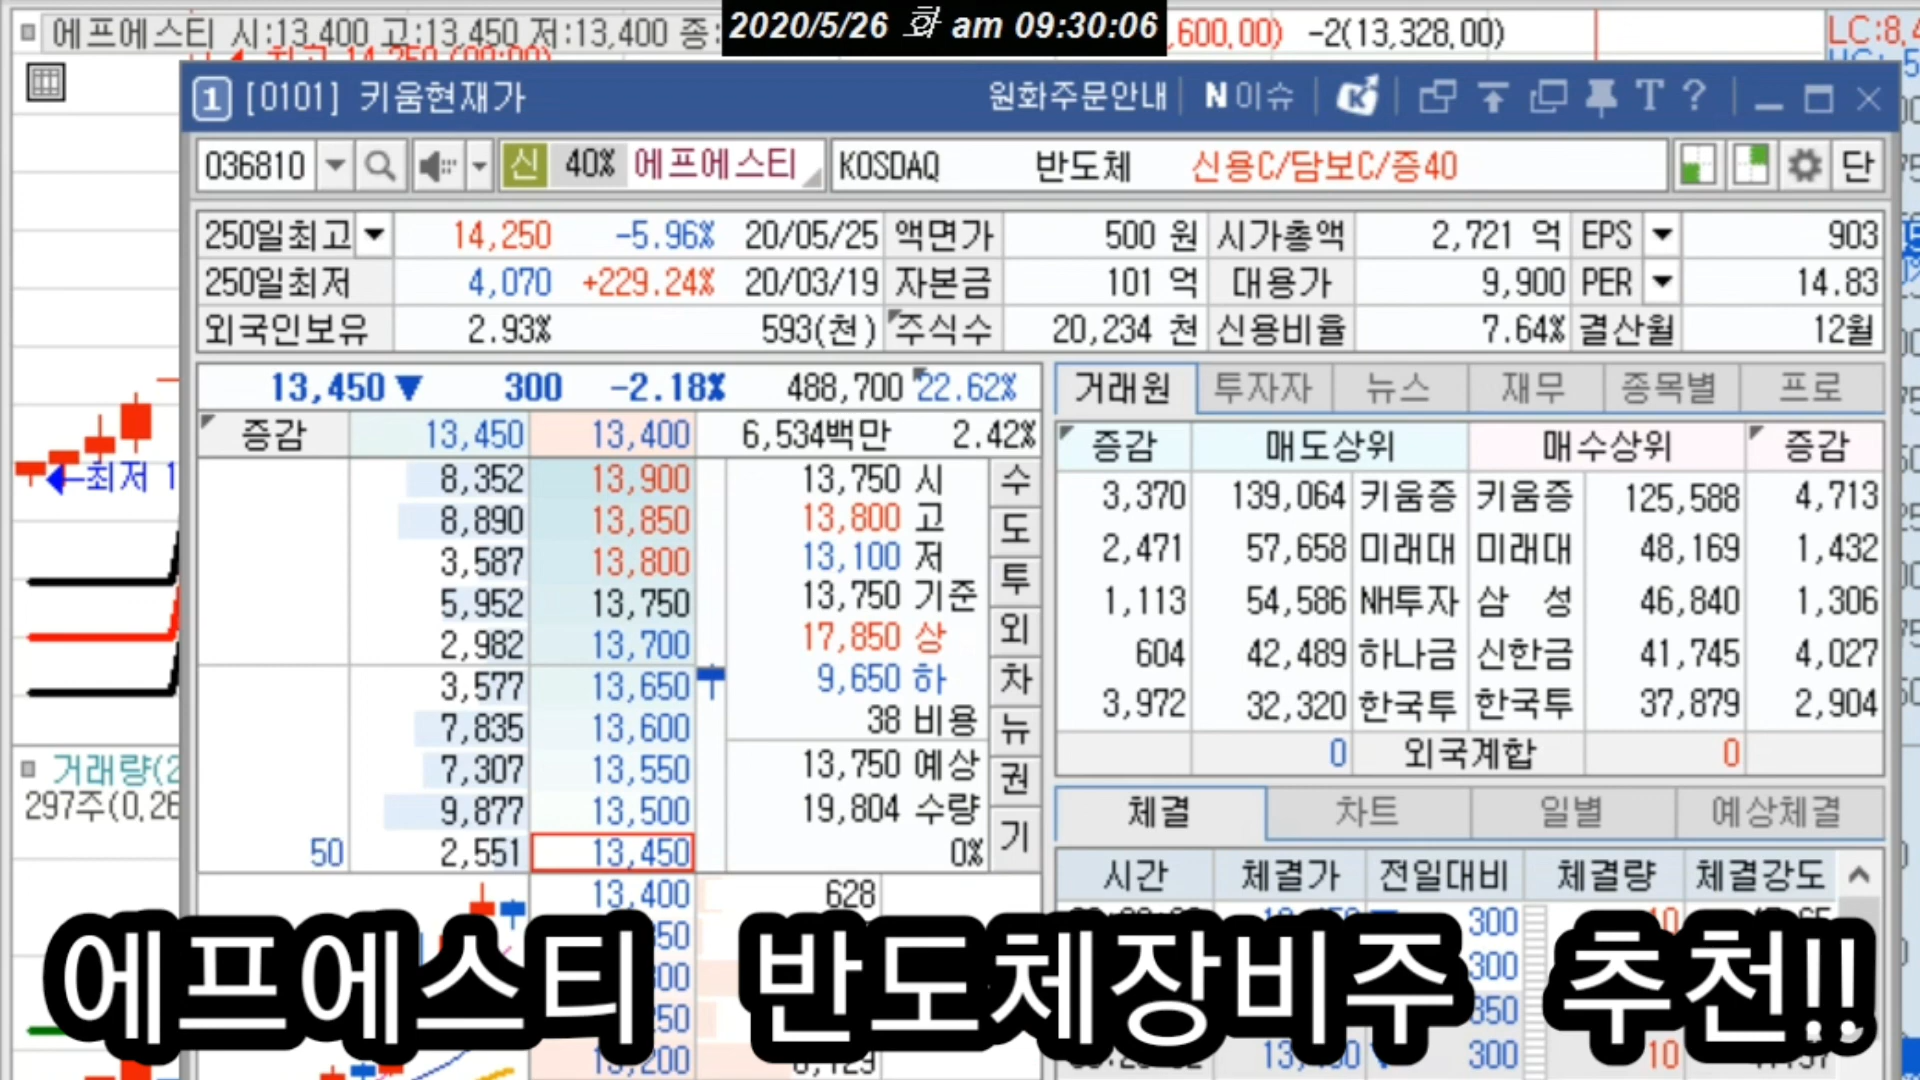 에프에스티 시:13,400 고:13,450 저:13,400 종:
2020/5/26 화 am 09:30:06
,600.00) -2(13,328.00)
1 [0101] 키움현재가 원화주문안내 N이슈 T ?
036810 신 40% 에프에스티 KOSDAQ 반도체 신용C/담보C/증40 단
250일최고 14,250 -5.96% 20/05/25 액면가 500 원 시가총액 2,721 억 EPS 903
250일최저 4,070 +229.24% 20/03/19 자본금 101 억 대용가 9,900 PER 14.83
외국인보유 2.93% 593(천) 주식수 20,234 천 신용비율 7.64% 결산월 12월
13,450▼ 300 -2.18% 488,700 22.62%
증감 13,450 13,400 6,534백만 2.42%
8,352 13,900 13,750 시 수
8,890 13,850 13,800 고 도
3,587 13,800 13,100 저 투
5,952 13,750 13,750 기준
2,982 13,700 17,850 상 외
3,577 13,650 9,650 하 차
7,835 13,600 38 비용 뉴
7,307 13,550 13,750 예상 권
9,877 13,500 19,804 수량
50 2,551 13,450 0% 기
13,400 628
13,200
거래원 투자자 뉴스 재무 종목별 프로
증감 매도상위 매수상위 증감
3,370 139,064 키움증 키움증 125,588 4,713
2,471 57,658 미래대 미래대 48,169 1,432
1,113 54,586 NH투자 삼 성 46,840 1,306
604 42,489 하나금 신한금 41,745 4,027
3,972 32,320 한국투 한국투 37,879 2,904
0 외국계합 0
체결 차트 일별 예상체결
시간 체결가 전일대비 체결량 체결강도
300
300
300 10
←최저 1
거래량(2
297주(0,26
에프에스티 반도체장비주 추천!!